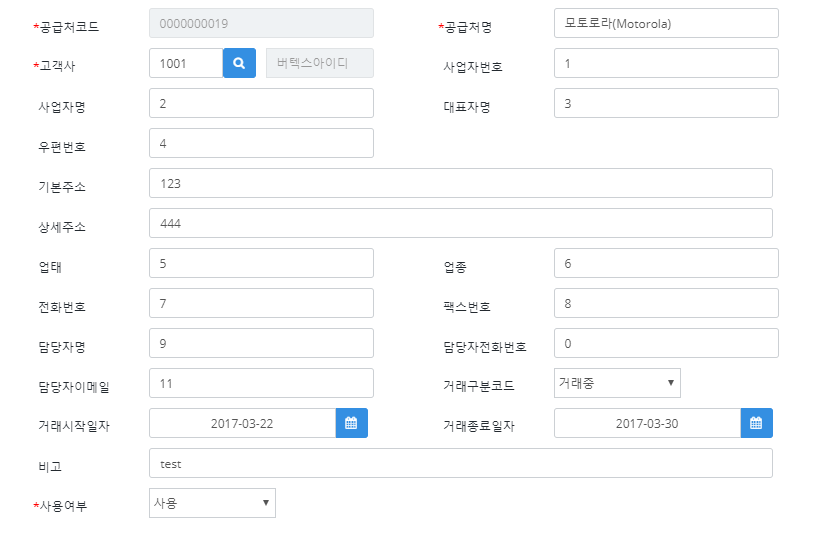 *공급처코드 0000000019 *공급처명 모토로라(Motorola)
*고객사 1001 버텍스아이디 사업자번호 1
사업자명 2 대표자명 3
우편번호 4
기본주소 123
상세주소 444
업태 5 업종 6
전화번호 7 팩스번호 8
담당자명 9 담당자전화번호 0
담당자이메일 11 거래구분코드 거래중
거래시작일자 2017-03-22 거래종료일자 2017-03-30
비고 test
*사용여부 사용